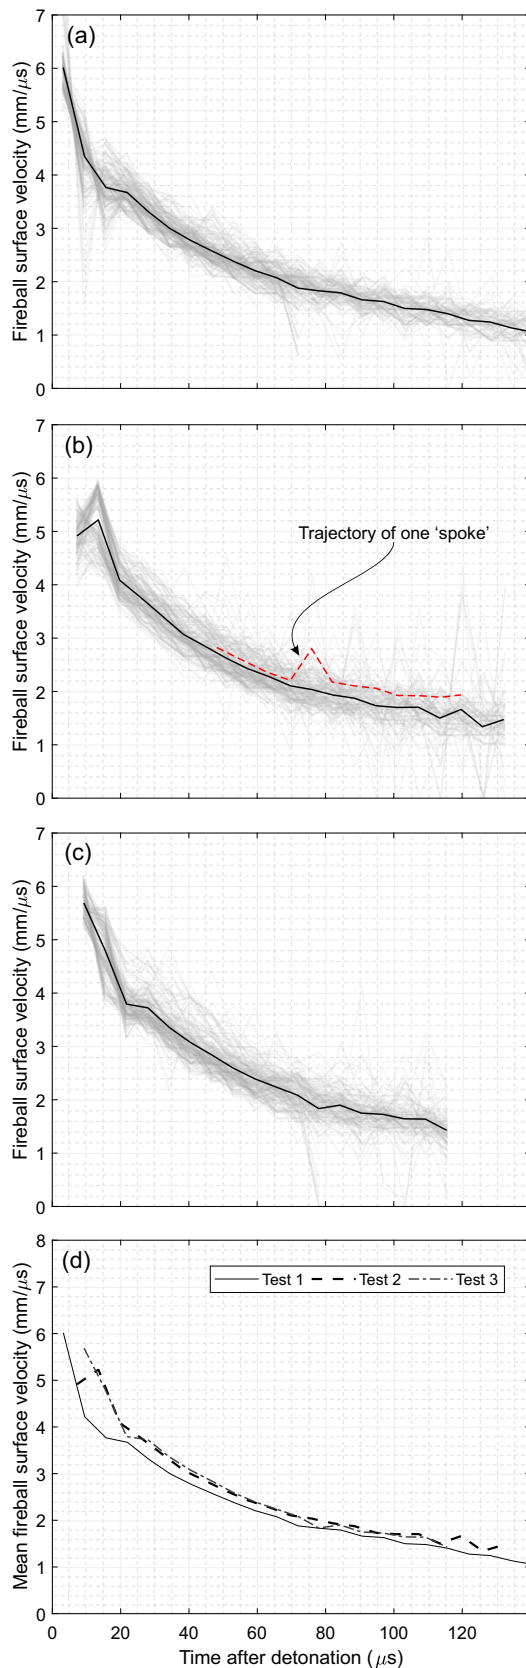 (a)
7
6
5
4
3
2
1
0
Fireball surface velocity (mm/μs)
(b)
7
6
5
4
3
2
1
0
Fireball surface velocity (mm/μs)
Trajectory of one ‘spoke’
(c)
7
6
5
4
3
2
1
0
Fireball surface velocity (mm/μs)
(d)
8
7
6
5
4
3
2
1
0
Mean fireball surface velocity (mm/μs)
Test 1 Test 2 Test 3
0 20 40 60 80 100 120
Time after detonation (μs)